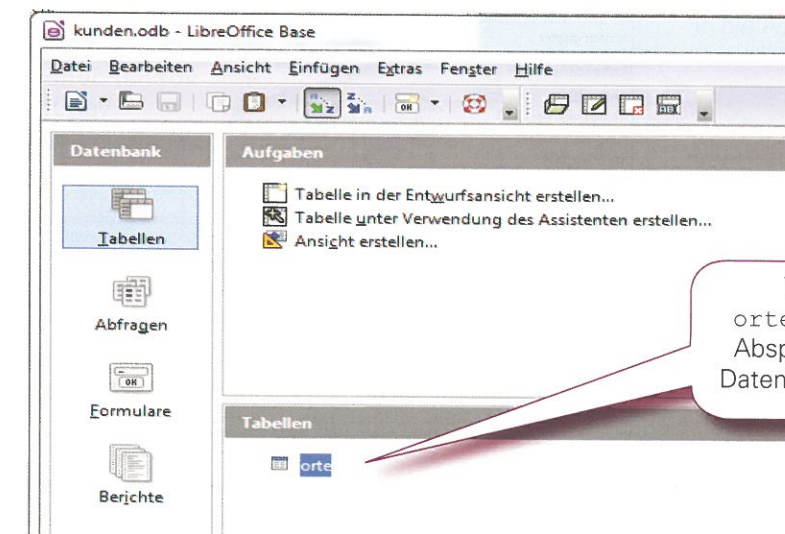 kunden.odb - LibreOffice Base
Datei Bearbeiten Ansicht Einfügen Extras Fenster Hilfe
Datenbank
Aufgaben
Tabellen
Tabelle in der Entwurfsansicht erstellen...
Tabelle unter Verwendung des Assistenten erstellen...
Ansicht erstellen...
Abfragen
OK
Formulare
Berichte
orte
Absp
Daten
Tabellen
orte